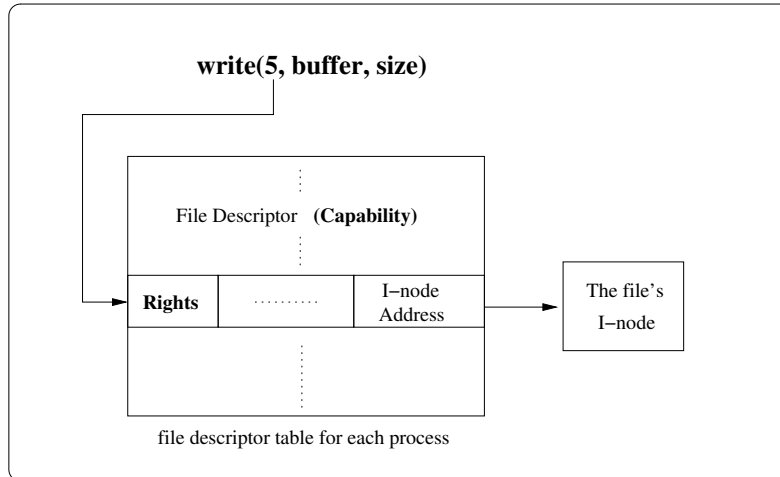 write(5, buffer, size)
File Descriptor (Capability)
Rights
I−node
Address
The file's
I−node
file descriptor table for each process